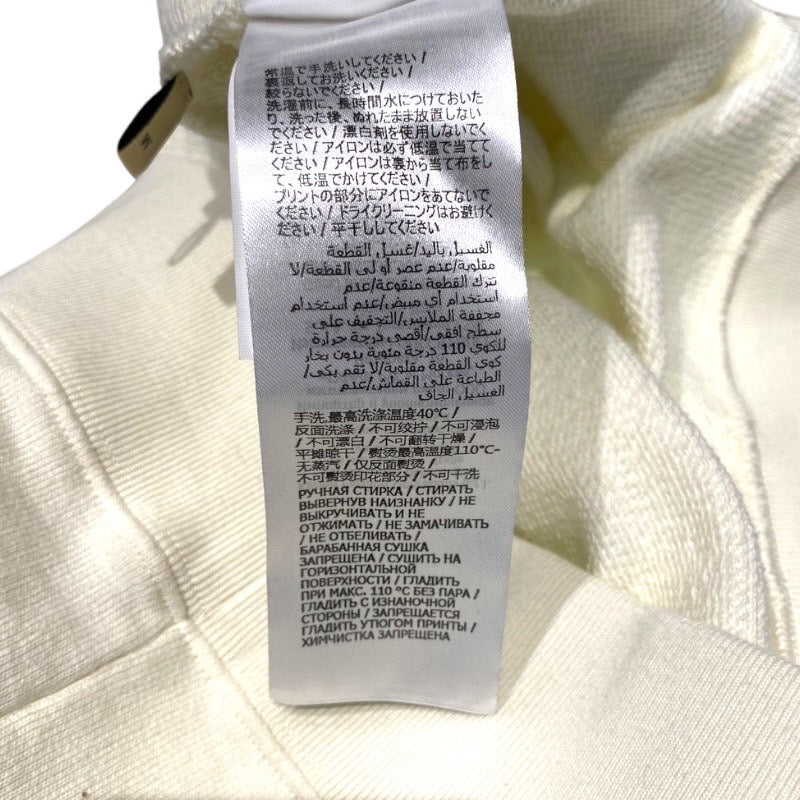 常温で手洗いしてください /
裏返してお洗いください /
絞らないでください /
洗濯前に、長時間水につけておいた
り、洗った後、ぬれたまま放置しない
でください / 漂白剤を使用しないでく
ださい / アイロンは必ず低温で当てて
ください / アイロンは裏から当て布をし
て、低温でかけてください /
プリントの部分にアイロンをあてないで
ください / ドライクリーニングはお避けく
ださい / 平干ししてください
الغسيل باليد/غسيل القطعة
مقلوبة/عدم عصر أو لي القطعة/لا
تترك القطعة منقوعة/عدم
استخدام أي مبيض/عدم استخدام
مجففة الملابس/التجفيف على
سطح افقي/أقصى درجة حرارة
للكوي 110 درجة مئوية بدون بخار
كوي القطعة مقلوبة/لا تقم بكي/
الطباعة على القماش/عدم
الغسيل الجاف
手洗,最高洗涤温度40℃ /
反面洗涤 / 不可绞拧 / 不可浸泡
/ 不可漂白 / 不可翻转干燥 /
平摊晾干 / 熨烫最高温度110℃-
无蒸汽 / 仅反面熨烫 /
不可熨烫印花部分 / 不可干洗
РУЧНАЯ СТИРКА / СТИРАТЬ
ВЫВЕРНУВ НАИЗНАНКУ / НЕ
ВЫКРУЧИВАТЬ И НЕ
ОТЖИМАТЬ / НЕ ЗАМАЧИВАТЬ
/ НЕ ОТБЕЛИВАТЬ /
БАРАБАННАЯ СУШКА
ЗАПРЕЩЕНА / СУШИТЬ НА
ГОРИЗОНТАЛЬНОЙ
ПОВЕРХНОСТИ / ГЛАДИТЬ
ПРИ МАКС. 110 °C БЕЗ ПАРА /
ГЛАДИТЬ С ИЗНАНОЧНОЙ
СТОРОНЫ / ЗАПРЕЩАЕТСЯ
ГЛАДИТЬ УТЮГОМ ПРИНТЫ /
ХИМЧИСТКА ЗАПРЕЩЕНА